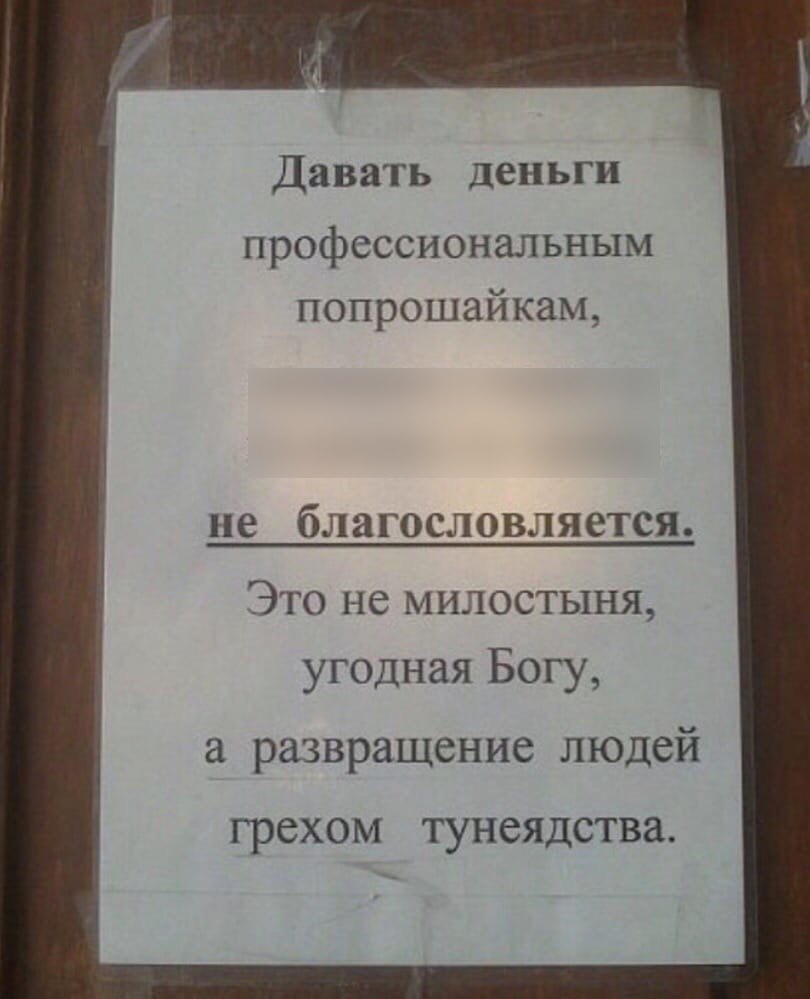 Давать деньги
профессиональным
попрошайкам,
не благословляется.
Это не милостыня,
угодная Богу,
а развращение людей
грехом тунеядства.